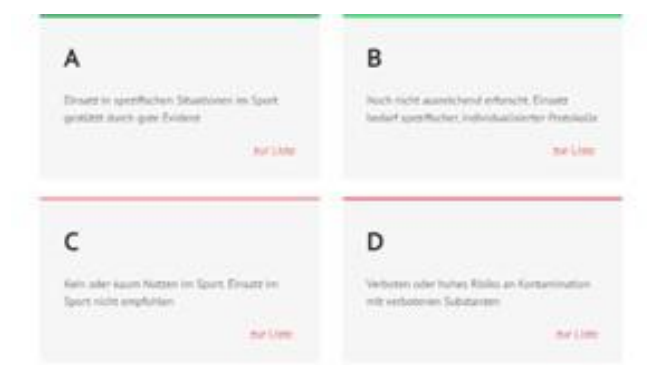 A
Einsatz in spezifischen Situationen im Sport
gestützt durch gute Evidenz
zur Liste
B
Noch nicht ausreichend erforscht. Einsatz
bedarf spezifischer, individualisierter Protokolle
zur Liste
C
Kein oder kaum Nutzen im Sport. Einsatz im
Sport nicht empfohlen
zur Liste
D
Verboten oder hohes Risiko an Kontamination
mit verbotenen Substanzen
zur Liste